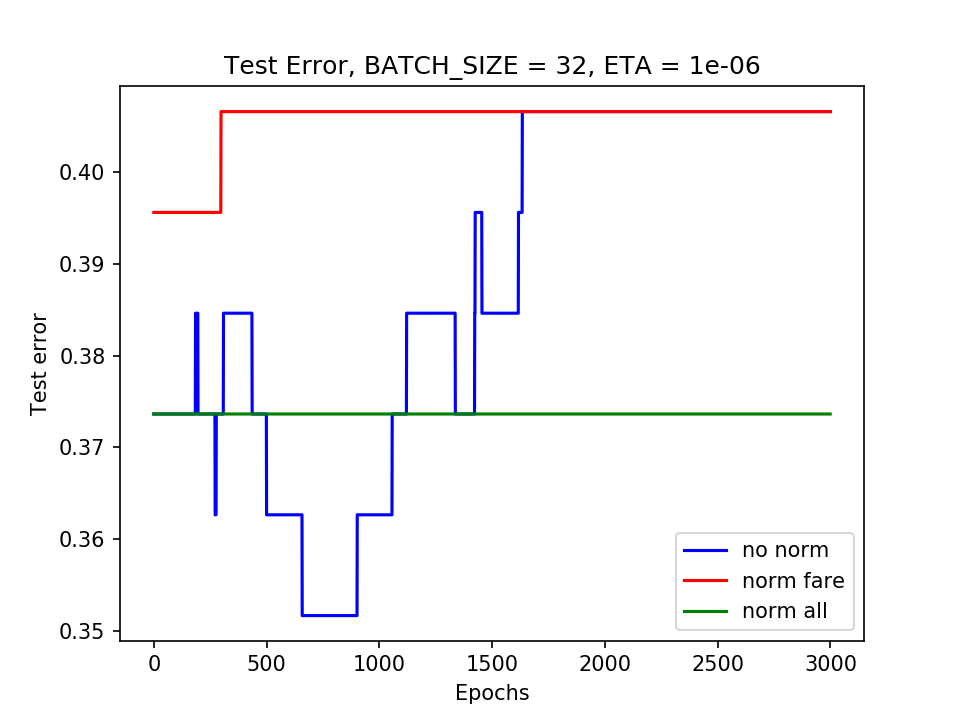 Test Error, BATCH_SIZE = 32, ETA = 1e-06
Test error
0.40
0.39
0.38
0.37
0.36
0.35
0 500 1000 1500 2000 2500 3000
Epochs
no norm
norm fare
norm all